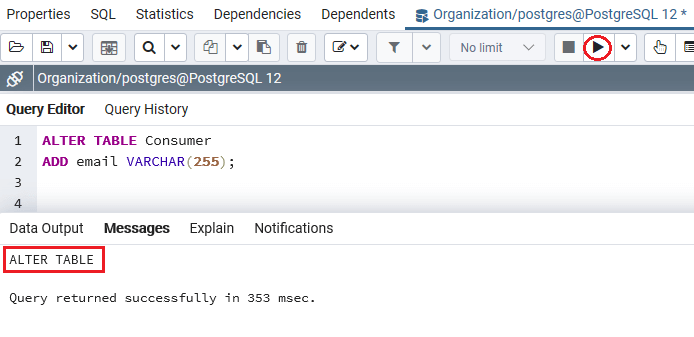 Properties SQL Statistics Dependencies Dependents Organization/postgres@PostgreSQL 12 *
No limit
Organization/postgres@PostgreSQL 12
Query Editor Query History
1 ALTER TABLE Consumer
2 ADD email VARCHAR(255);
3
4
Data Output Messages Explain Notifications
ALTER TABLE
Query returned successfully in 353 msec.